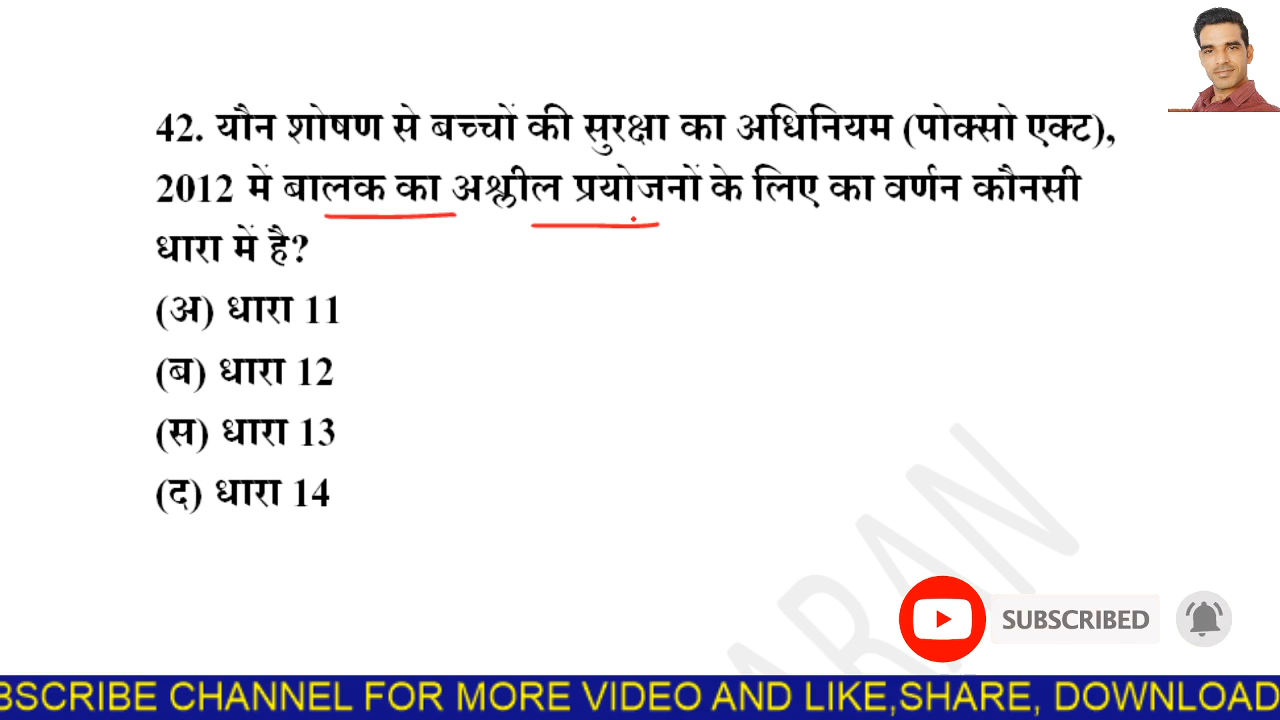 42. यौन शोषण से बच्चों की सुरक्षा का अधिनियम (पोक्सो एक्ट),
2012 में बालक का अश्लील प्रयोजनों के लिए का वर्णन कौनसी
धारा में है?
(अ) धारा 11
(ब) धारा 12
(स) धारा 13
(द) धारा 14
RAN
SUBSCRIBED
BSCRIBE CHANNEL FOR MORE VIDEO AND LIKE,SHARE, DOWNLOAD